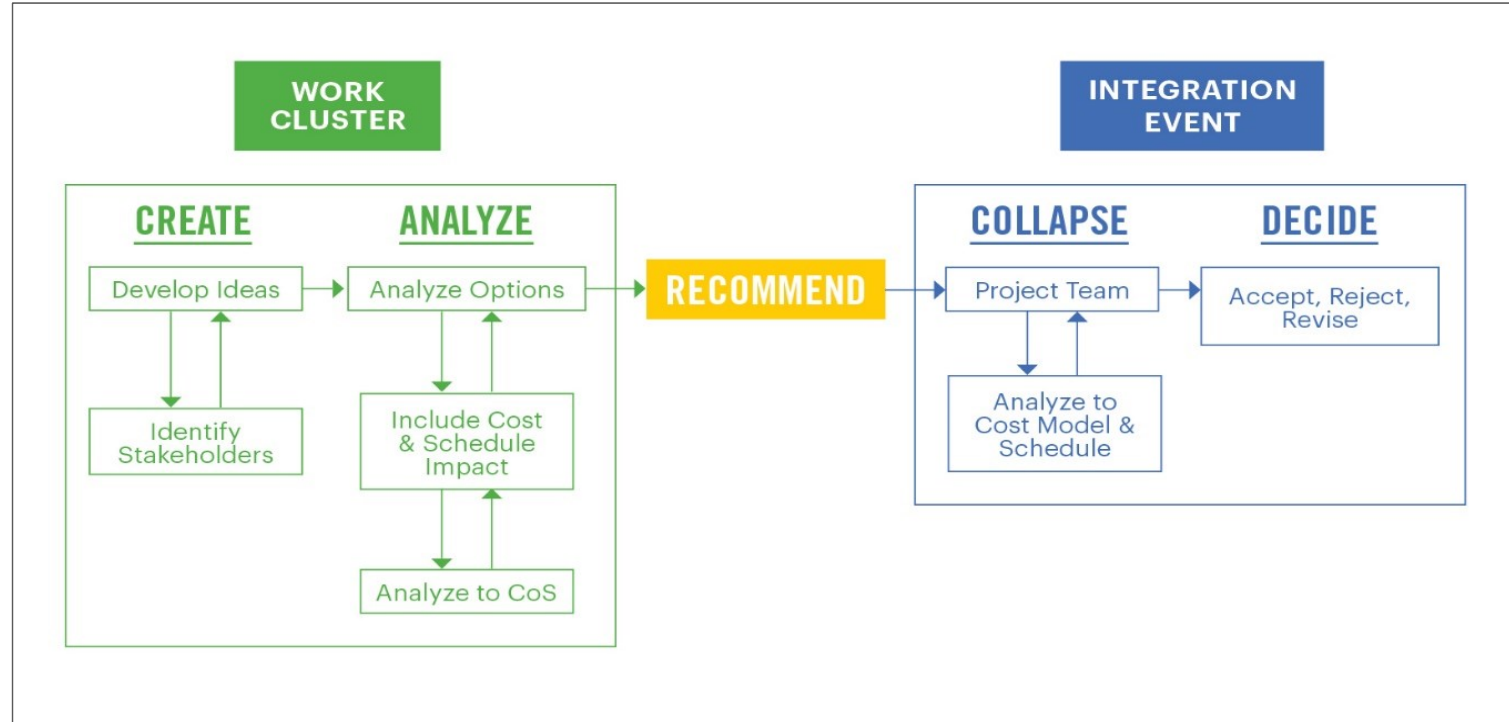 WORK
CLUSTER
CREATE
ANALYZE
Develop Ideas
Analyze Options
Identify
Stakeholders
Include Cost
& Schedule
Impact
Analyze to CoS
RECOMMEND
INTEGRATION
EVENT
COLLAPSE
DECIDE
Project Team
Accept, Reject,
Revise
Analyze to
Cost Model &
Schedule